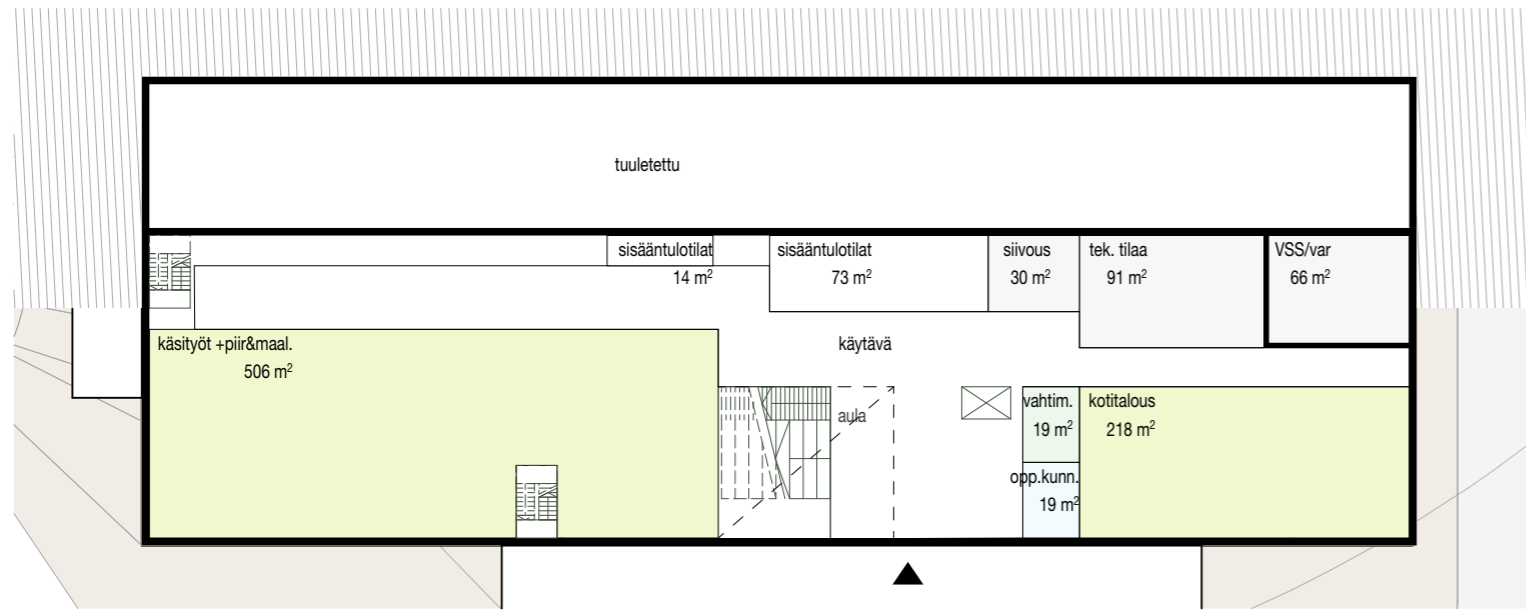 tuuletettu
sisääntulotilat
14 m²
sisääntulotilat
73 m²
siivous
30 m²
tek. tilaa
91 m²
VSS/var
66 m²
käsityöt +piir&maal.
506 m²
käytävä
aula
vahtim.
19 m²
kotitalous
218 m²
opp.kunn.
19 m²